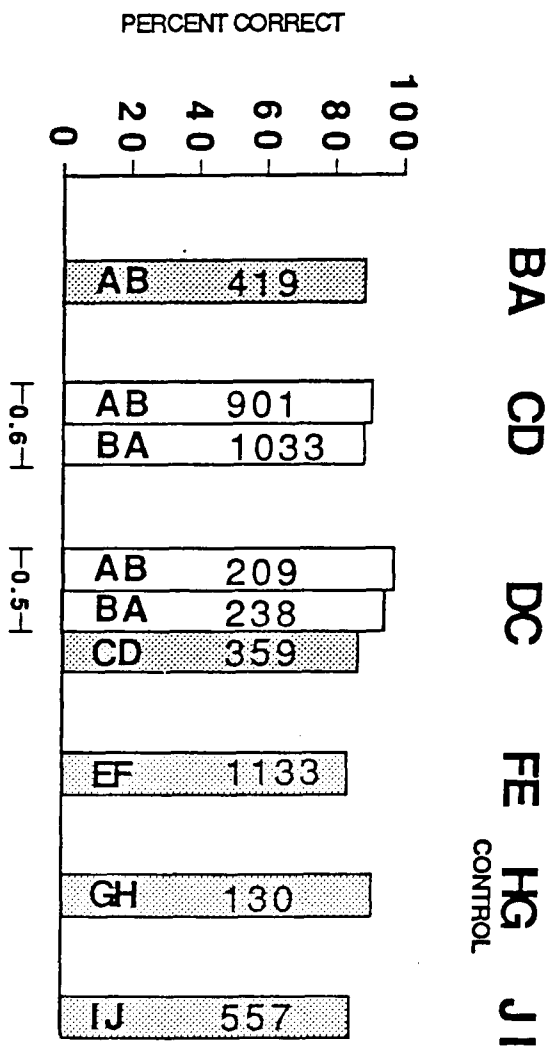 PERCENT CORRECT
100
80
60
40
20
0
BA
AB 419
CD
AB 901
BA 1033
0.6
DC
AB 209
BA 238
CD 359
0.5
FE
EF 1133
HG
CONTROL
GH 130
JI
IJ 557